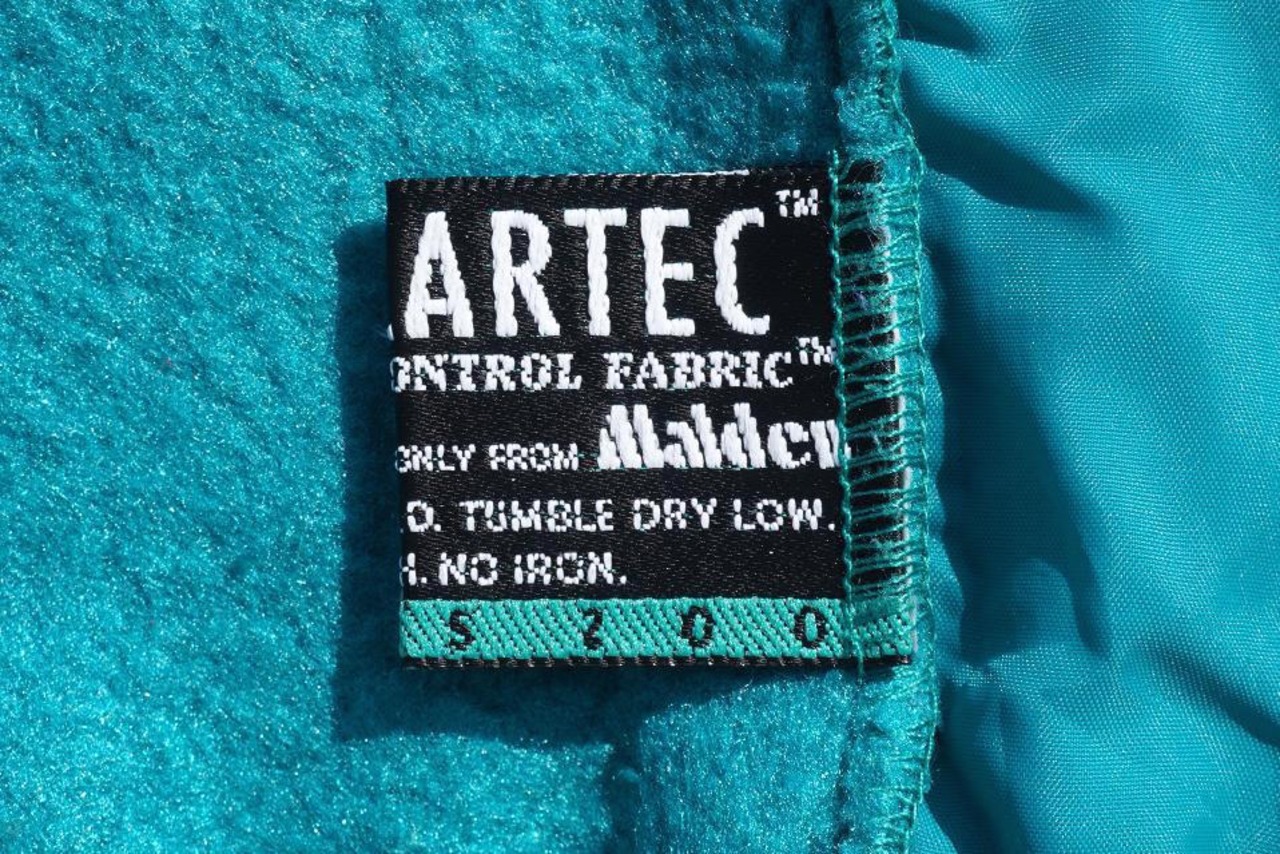 ARTEC™
ONTROL FABRIC™
ONLY FROM Malden
O. TUMBLE DRY LOW.
H. NO IRON.
S 2 0 0